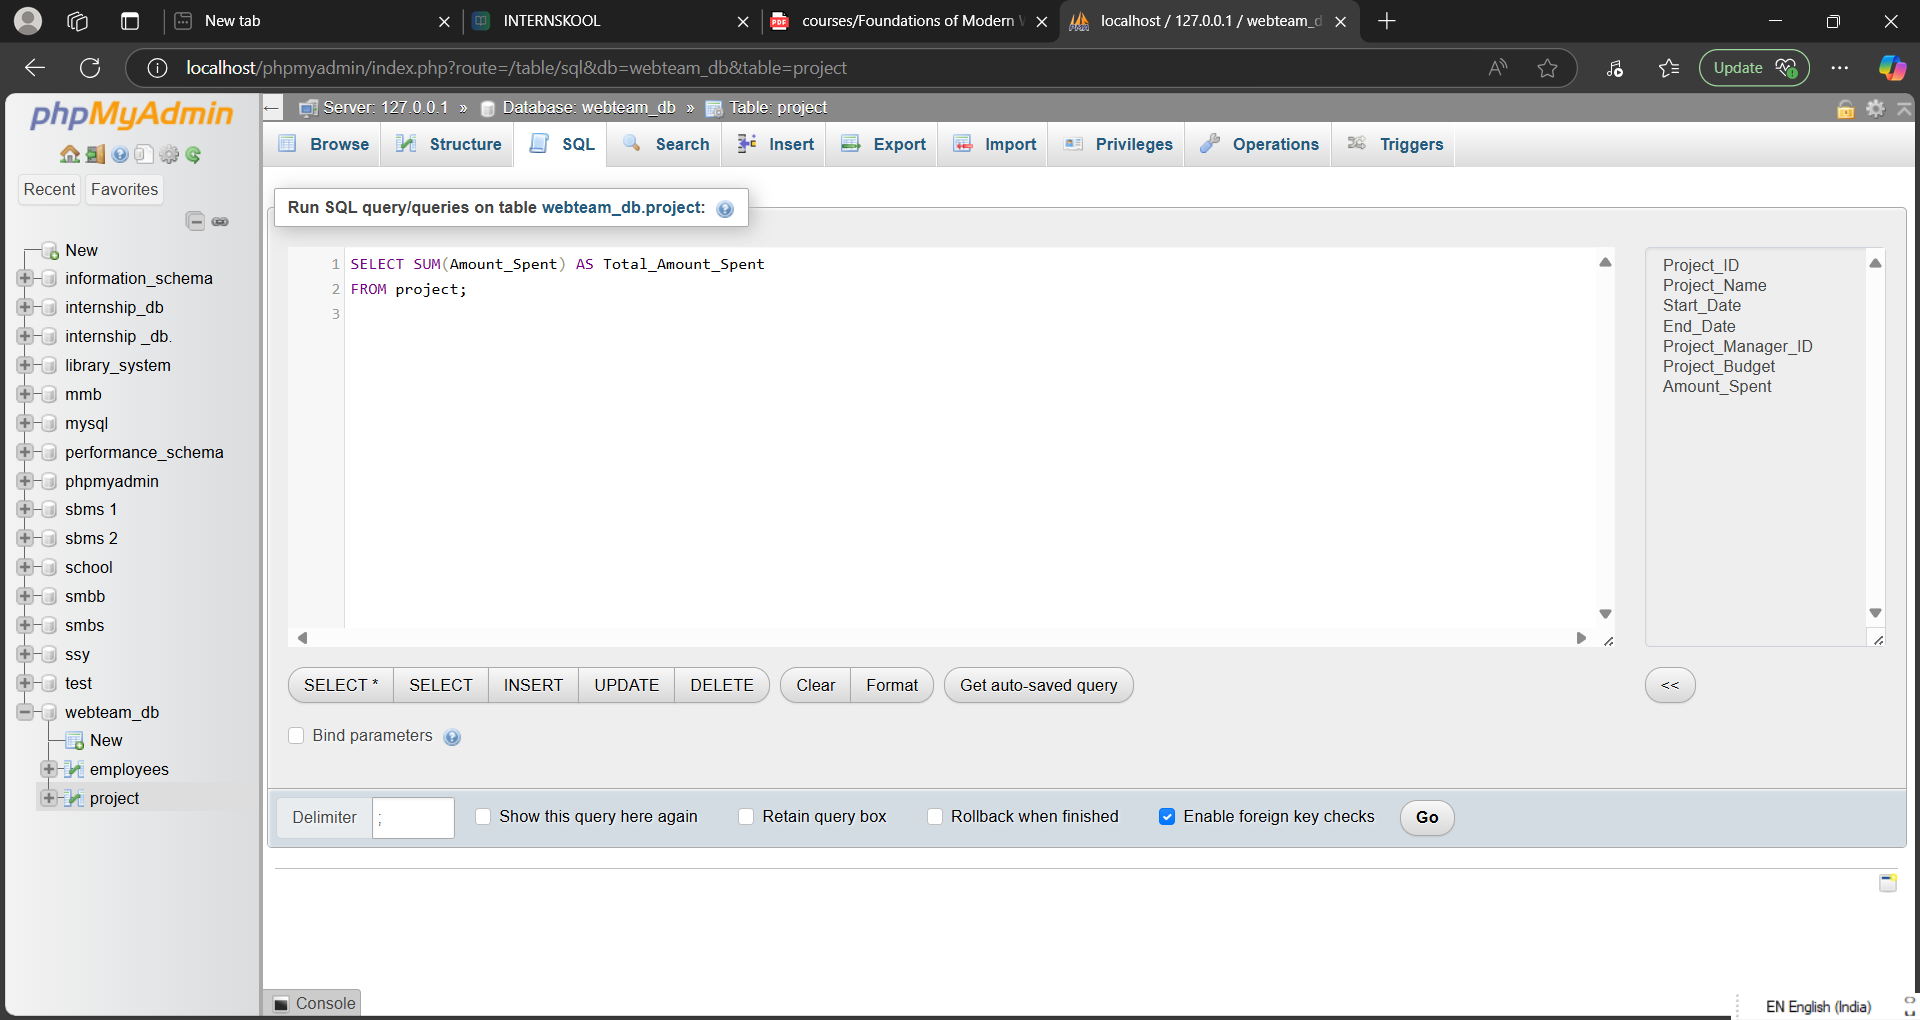 New tab
INTERNSKOOL
courses/Foundations of Modern
localhost / 127.0.0.1 / webteam_d
localhost/phpmyadmin/index.php?route=/table/sql&db=webteam_db&table=project
Update
phpMyAdmin
Recent Favorites
New
information_schema
internship_db
internship _db.
library_system
mmb
mysql
performance_schema
phpmyadmin
sbms 1
sbms 2
school
smbb
smbs
ssy
test
webteam_db
New
employees
project
Server: 127.0.0.1 » Database: webteam_db » Table: project
Browse Structure SQL Search Insert Export Import Privileges Operations Triggers
Run SQL query/queries on table webteam_db.project:
1 SELECT SUM(Amount_Spent) AS Total_Amount_Spent
2 FROM project;
3
Project_ID
Project_Name
Start_Date
End_Date
Project_Manager_ID
Project_Budget
Amount_Spent
SELECT * SELECT INSERT UPDATE DELETE Clear Format Get auto-saved query <<
Bind parameters
Delimiter ; Show this query here again Retain query box Rollback when finished Enable foreign key checks Go
Console
EN English (India)